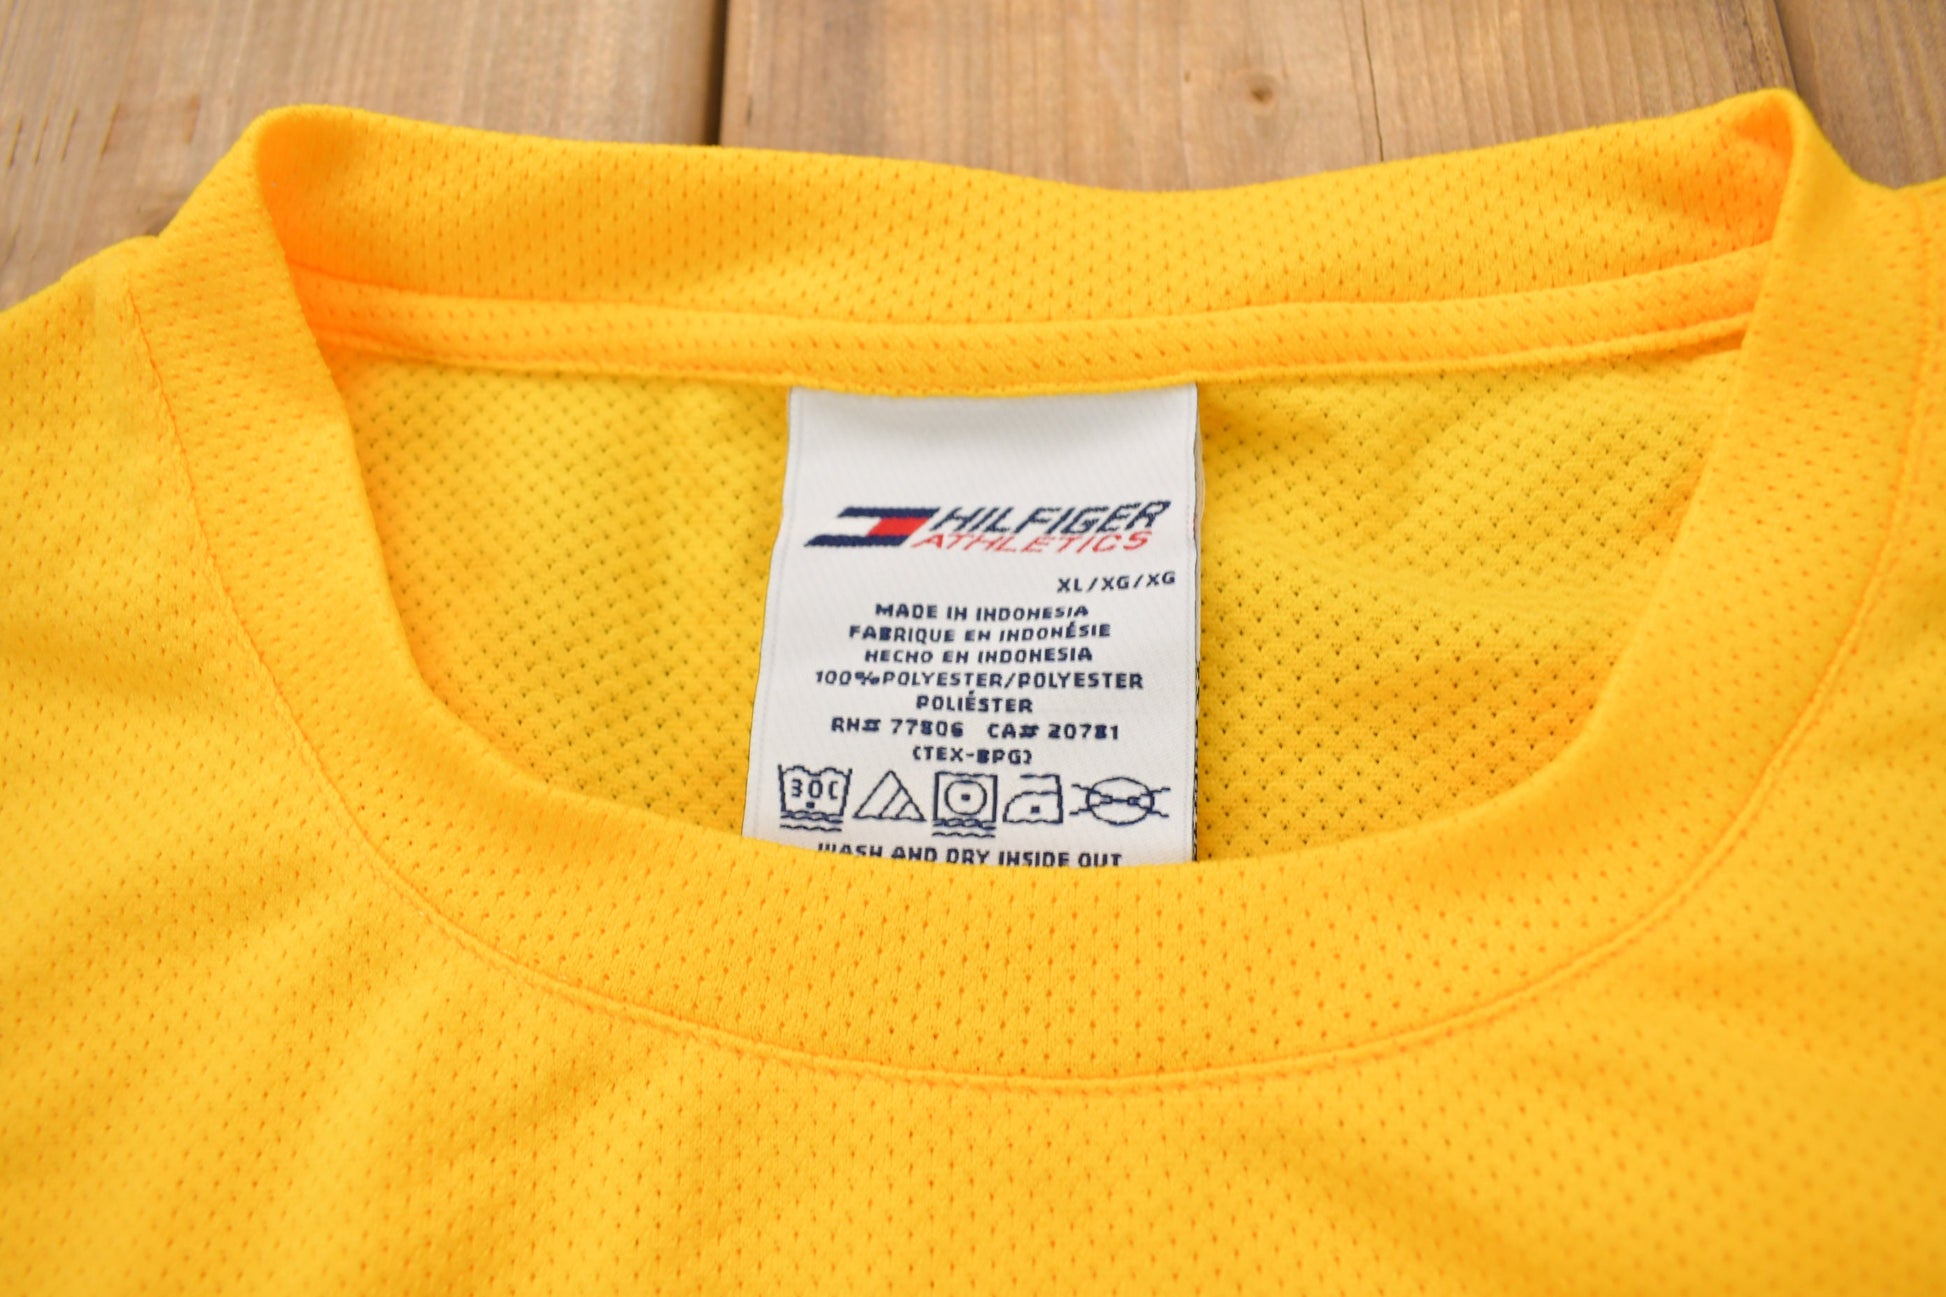 HILFIGER
ATHLETICS
XL/XG/XG
MADE IN INDONESIA
FABRIQUE EN INDONÉSIE
HECHO EN INDONESIA
100% POLYESTER/POLYESTER
POLIÉSTER
RN# 77806 CA# 20781
(TEX-BPG)
30C
WASH AND DRY INSIDE OUT